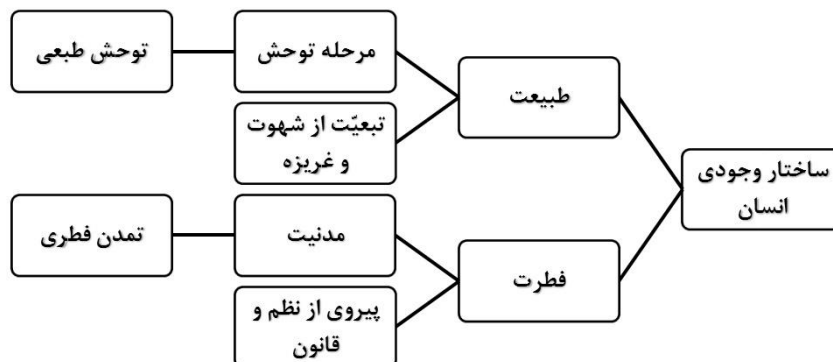 ساختار وجودی
انسان
طبیعت
مرحله توحش
توحش طبعی
تبعیّت از شهوت
و غریزه
فطرت
مدنیت
تمدن فطری
پیروی از نظم و
قانون